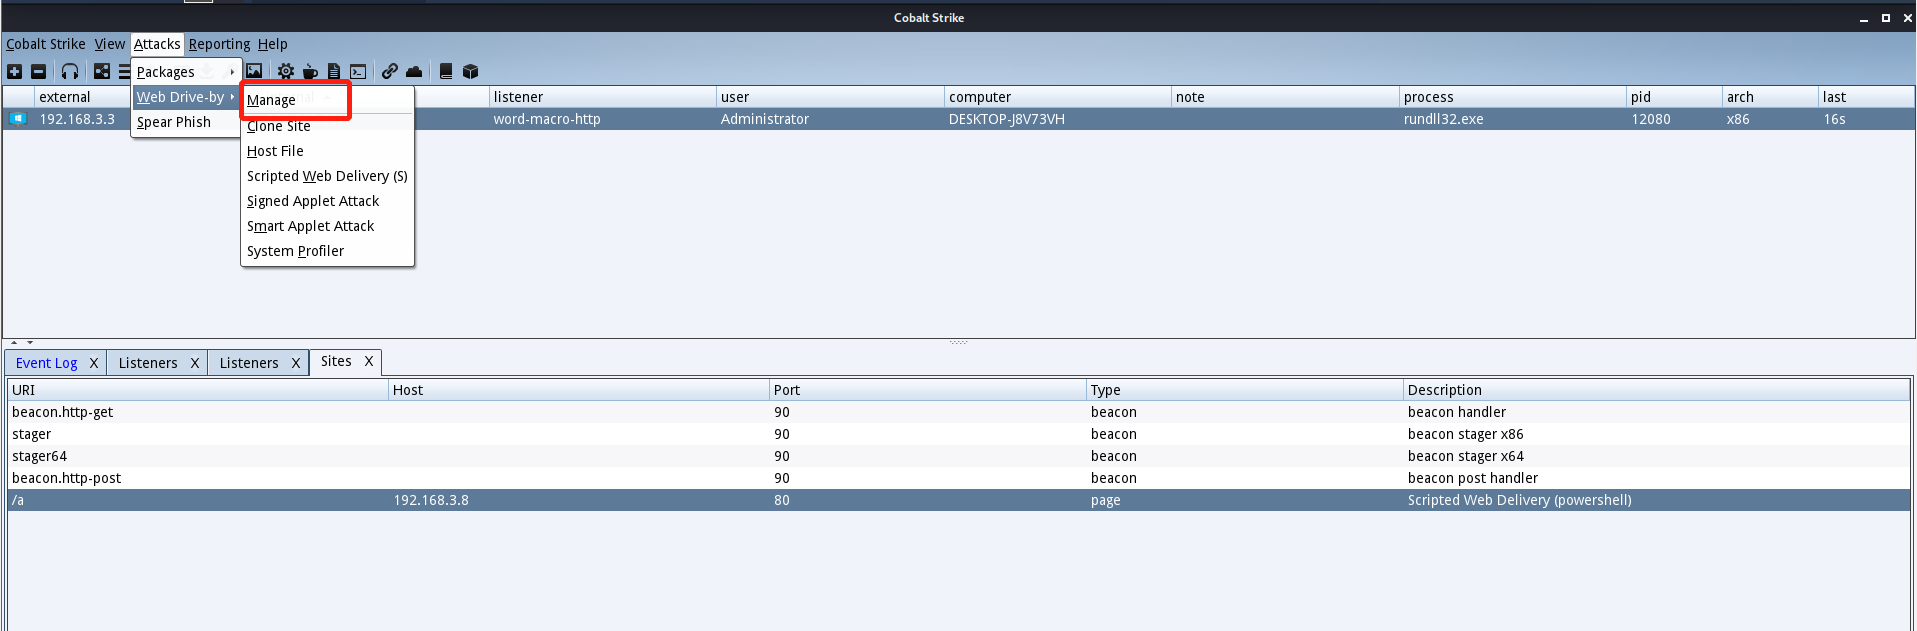 Cobalt Strike
Cobalt Strike View Attacks Reporting Help
Packages
Web Drive-by
Spear Phish
Manage
Clone Site
Host File
Scripted Web Delivery (S)
Signed Applet Attack
Smart Applet Attack
System Profiler
external listener user computer note process pid arch last
192.168.3.3 word-macro-http Administrator DESKTOP-J8V73VH rundll32.exe 12080 x86 16s
Event Log X Listeners X Listeners X Sites X
URI Host Port Type Description
beacon.http-get 90 beacon beacon handler
stager 90 beacon beacon stager x86
stager64 90 beacon beacon stager x64
beacon.http-post 90 beacon beacon post handler
/a 192.168.3.8 80 page Scripted Web Delivery (powershell)